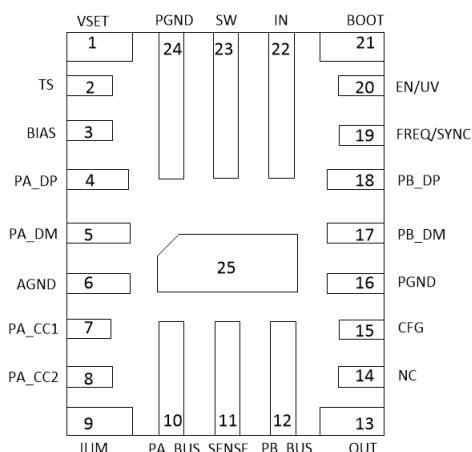 VSET PGND SW IN BOOT
1 24 23 22 21
TS 2 20 EN/UV
BIAS 3 19 FREQ/SYNC
PA_DP 4 18 PB_DP
PA_DM 5 17 PB_DM
25
AGND 6 16 PGND
PA_CC1 7 15 CFG
PA_CC2 8 14 NC
9 10 11 12 13
ILIM PA_BUS SENSE PB_BUS OUT